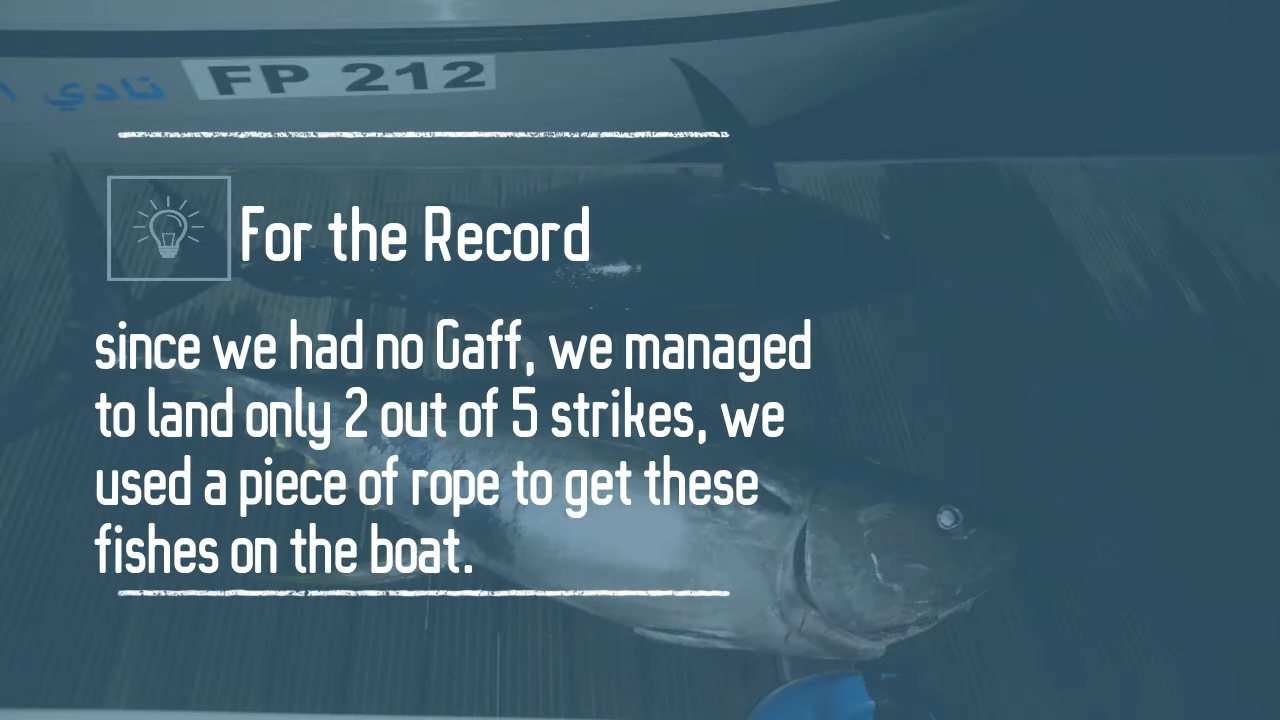 نادي
FP 212
For the Record
since we had no Gaff, we managed
to land only 2 out of 5 strikes, we
used a piece of rope to get these
fishes on the boat.